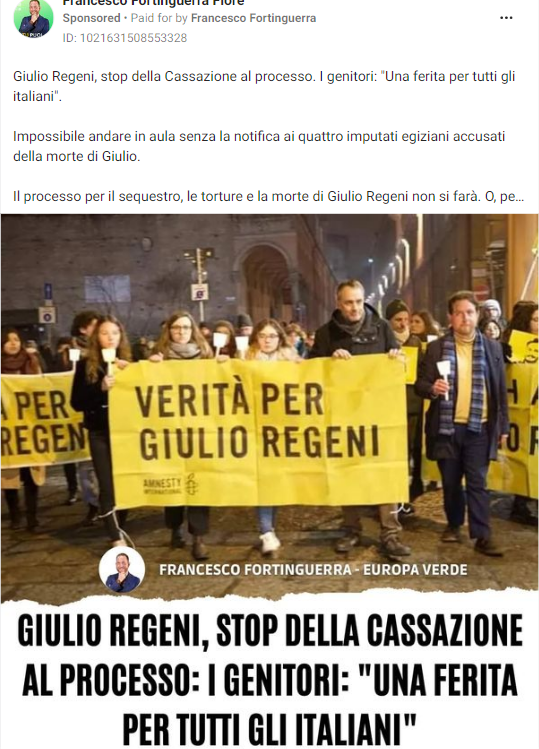 Francesco Fortinguerra Fiore
Sponsored • Paid for by Francesco Fortinguerra
ID: 1021631508553328
Giulio Regeni, stop della Cassazione al processo. I genitori: "Una ferita per tutti gli
italiani".
Impossibile andare in aula senza la notifica ai quattro imputati egiziani accusati
della morte di Giulio.
Il processo per il sequestro, le torture e la morte di Giulio Regeni non si farà. O, pe...
VERITÀ PER
GIULIO REGENI
AMNESTY
INTERNATIONAL
PER
REGEN
FRANCESCO FORTINGUERRA - EUROPA VERDE
GIULIO REGENI, STOP DELLA CASSAZIONE
AL PROCESSO: I GENITORI: "UNA FERITA
PER TUTTI GLI ITALIANI"